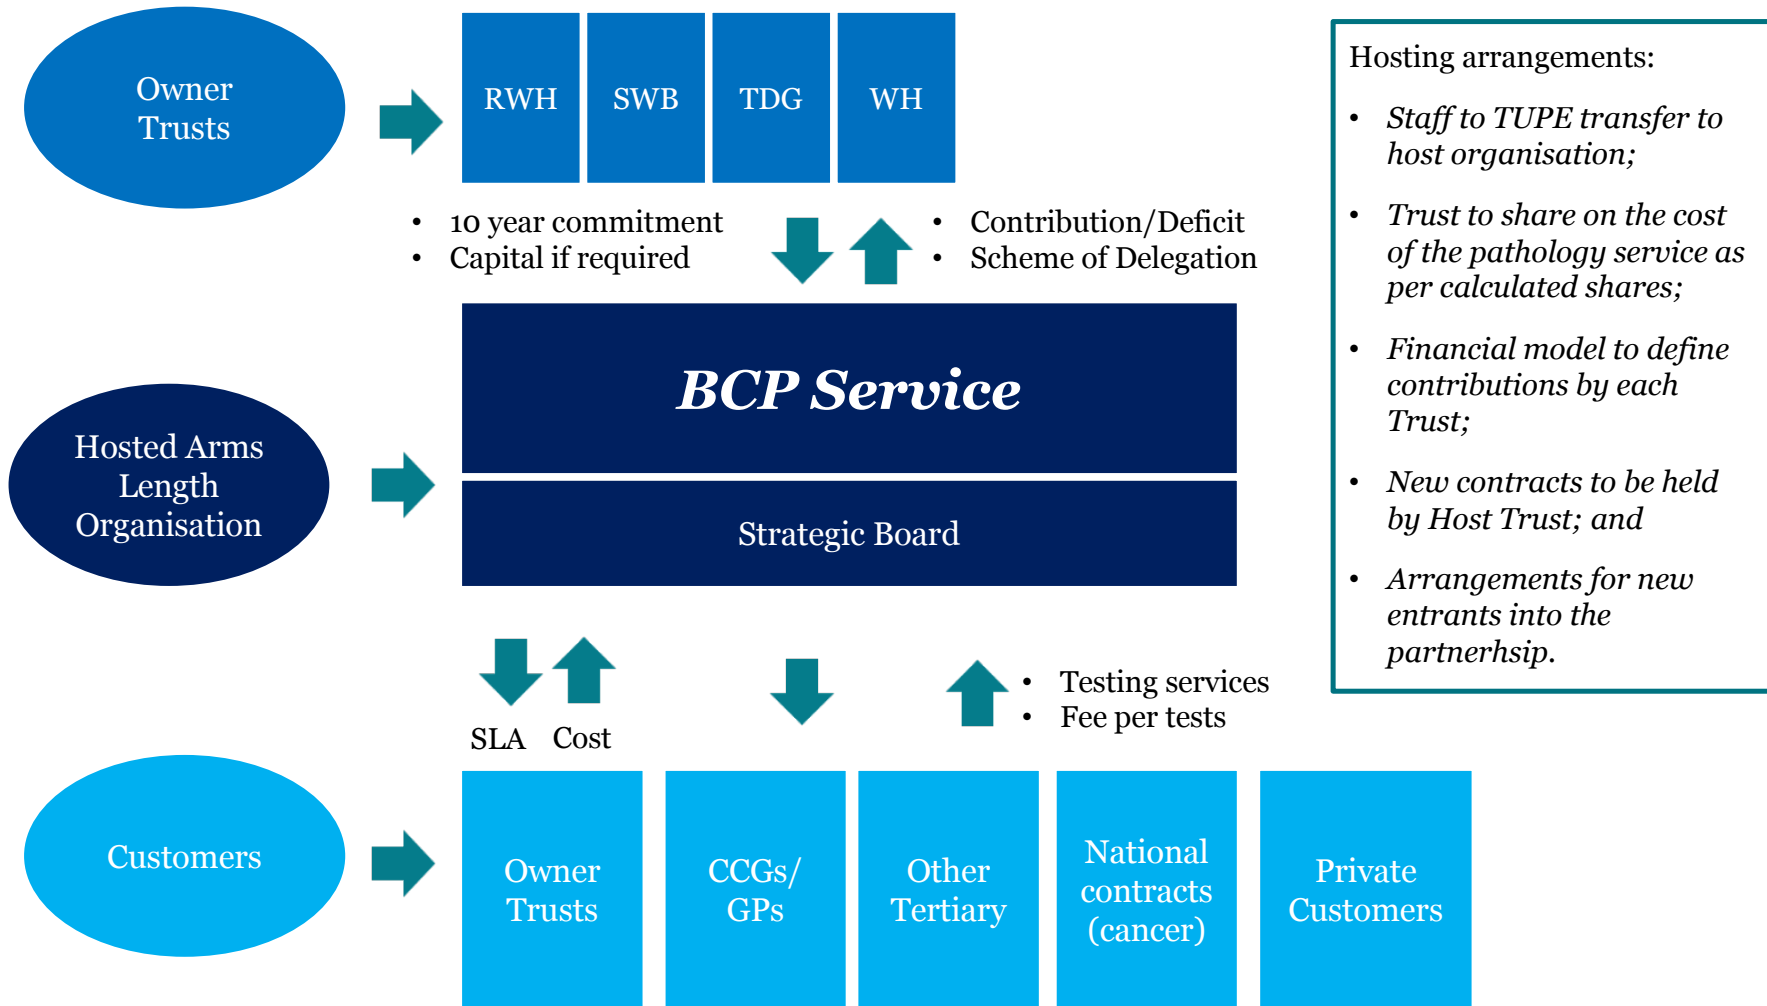 Owner
Trusts
RWH
SWB
TDG
WH
• 10 year commitment
• Capital if required
• Contribution/Deficit
• Scheme of Delegation
Hosted Arms
Length
Organisation
BCP Service
Strategic Board
SLA
Cost
• Testing services
• Fee per tests
Customers
Owner
Trusts
CCGs/
GPs
Other
Tertiary
National
contracts
(cancer)
Private
Customers
Hosting arrangements:
• Staff to TUPE transfer to
host organisation;
• Trust to share on the cost
of the pathology service as
per calculated shares;
• Financial model to define
contributions by each
Trust;
• New contracts to be held
by Host Trust; and
• Arrangements for new
entrants into the
partnerhsip.